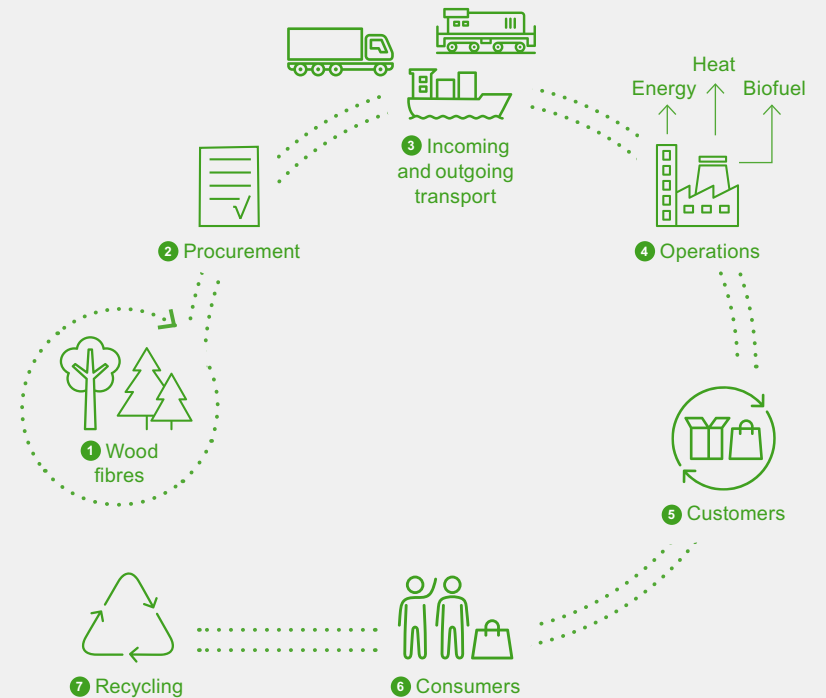 Heat
Energy
Biofuel
3 Incoming
and outgoing
transport
2 Procurement
4 Operations
1 Wood
fibres
5 Customers
7 Recycling
6 Consumers